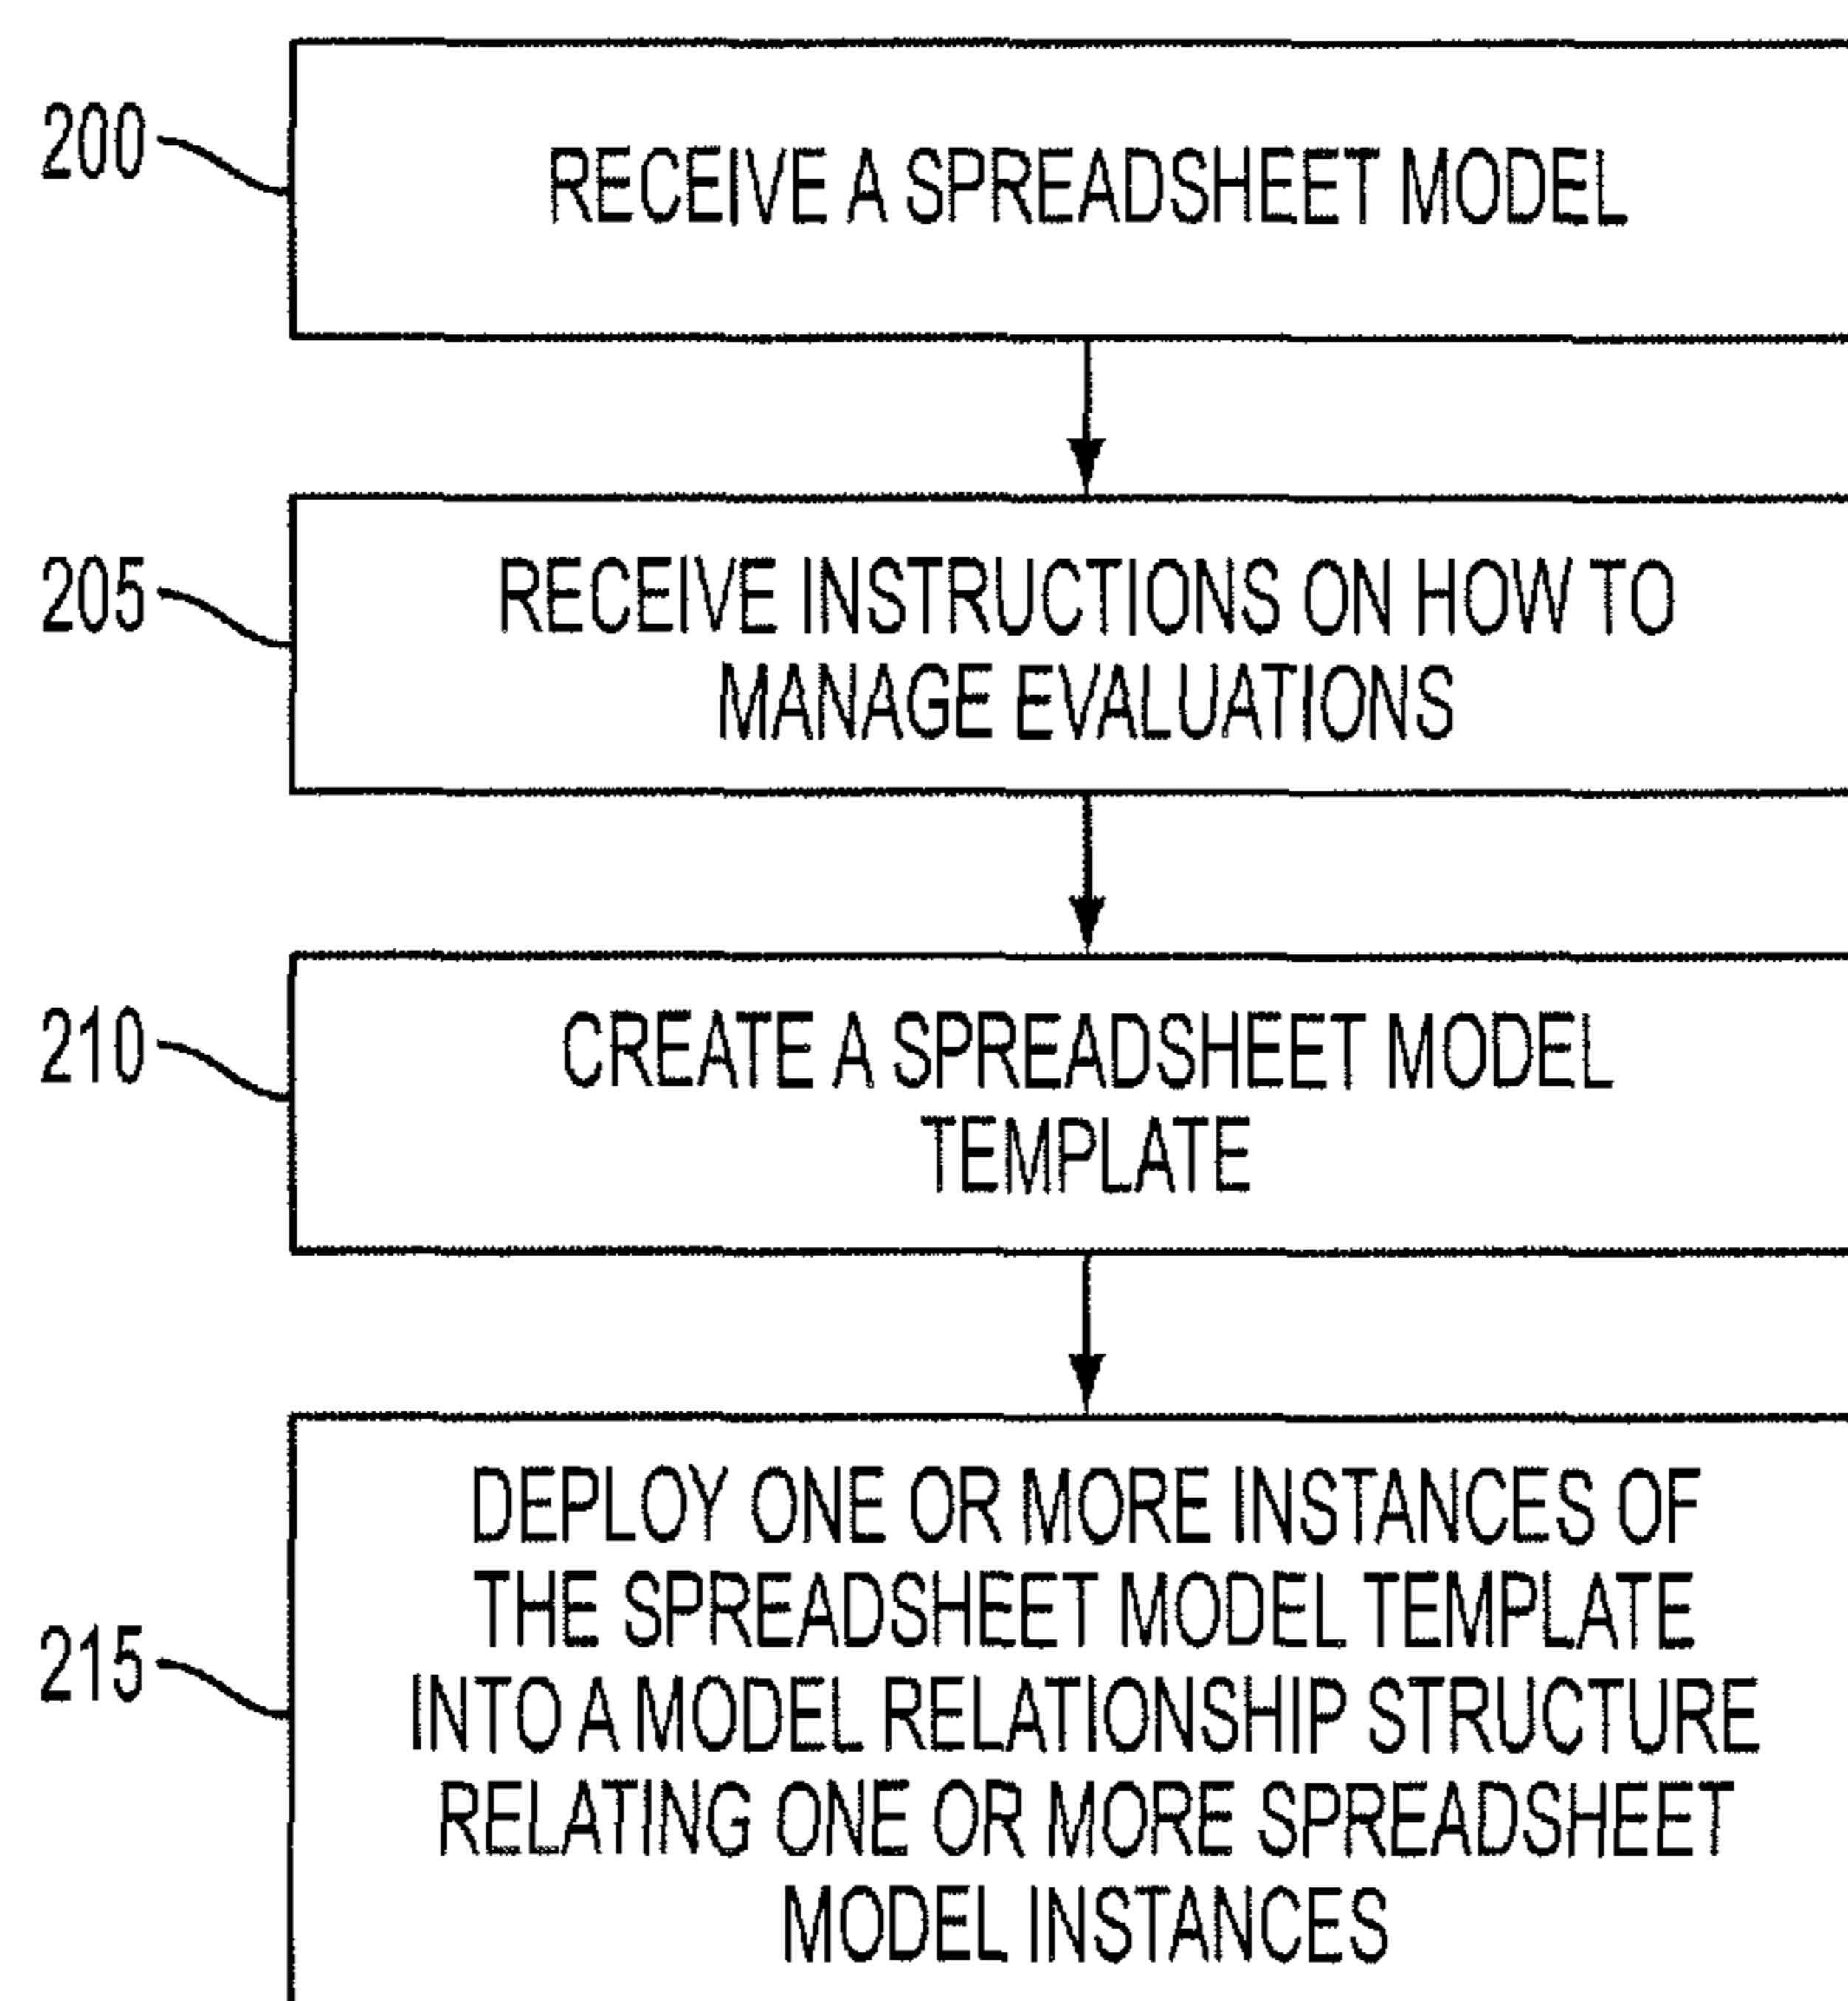 200
RECEIVE A SPREADSHEET MODEL
205
RECEIVE INSTRUCTIONS ON HOW TO
MANAGE EVALUATIONS
210
CREATE A SPREADSHEET MODEL
TEMPLATE
215
DEPLOY ONE OR MORE INSTANCES OF
THE SPREADSHEET MODEL TEMPLATE
INTO A MODEL RELATIONSHIP STRUCTURE
RELATING ONE OR MORE SPREADSHEET
MODEL INSTANCES